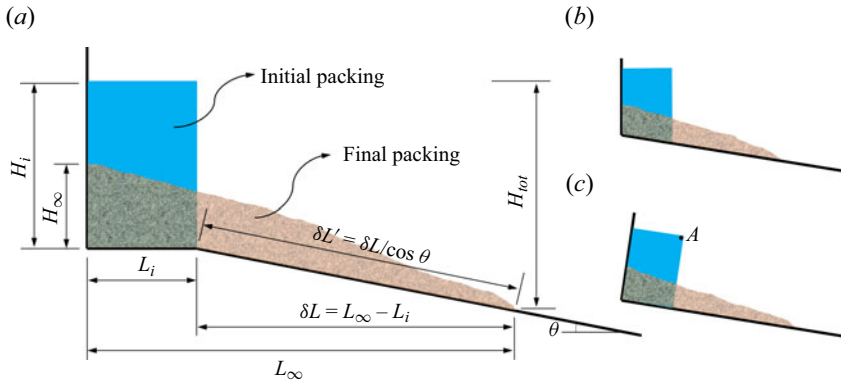 (a)
(b)
Initial packing
H_i
Final packing
H_tot
(c)
H_∞
A
δL′ = δL/cos θ
L_i
δL = L_∞ – L_i
θ
L_∞